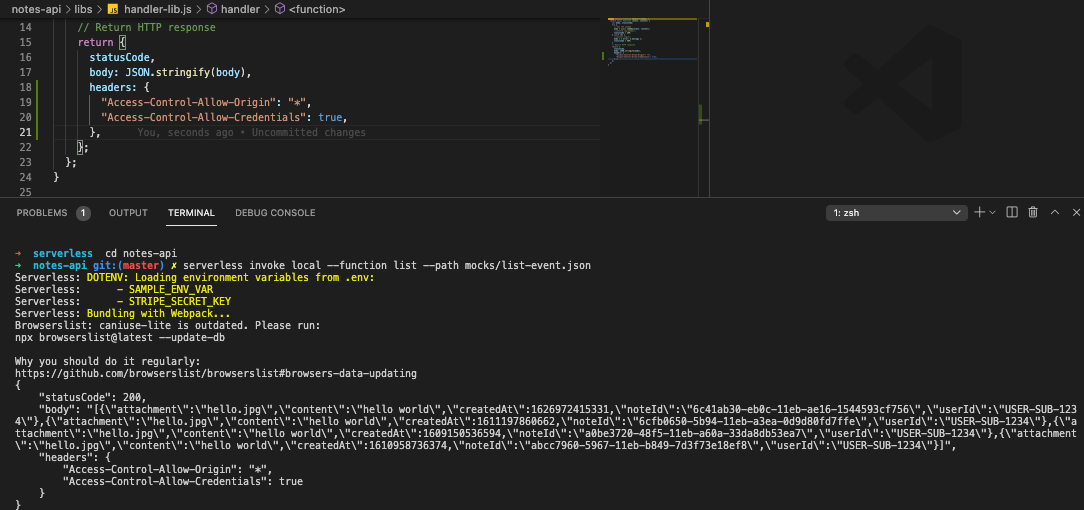 notes-api > libs > JS handler-lib.js > handler > <function>
14 // Return HTTP response
15 return {
16 statusCode,
17 body: JSON.stringify(body),
18 headers: {
19 "Access-Control-Allow-Origin": "*",
20 "Access-Control-Allow-Credentials": true,
21 }, You, seconds ago • Uncommitted changes
22 };
23 };
24 }
25
PROBLEMS 1 OUTPUT TERMINAL DEBUG CONSOLE 1: zsh
➜ serverless cd notes-api
➜ notes-api git:(master) ✗ serverless invoke local --function list --path mocks/list-event.json
Serverless: DOTENV: Loading environment variables from .env:
Serverless: - SAMPLE_ENV_VAR
Serverless: - STRIPE_SECRET_KEY
Serverless: Bundling with Webpack...
Browserslist: caniuse-lite is outdated. Please run:
npx browserslist@latest --update-db
Why you should do it regularly:
https://github.com/browserslist/browserslist#browsers-data-updating
{
"statusCode": 200,
"body": "[{\"attachment\":\"hello.jpg\",\"content\":\"hello world\",\"createdAt\":1626972415331,\"noteId\":\"6c41ab30-eb0c-11eb-ae16-1544593cf756\",\"userId\":\"USER-SUB-123
4\"},{\"attachment\":\"hello.jpg\",\"content\":\"hello world\",\"createdAt\":1611197860662,\"noteId\":\"6cfb0650-5b94-11eb-a3ea-0d9d80fd7ffe\",\"userId\":\"USER-SUB-1234\"},{\"a
ttachment\":\"hello.jpg\",\"content\":\"hello world\",\"createdAt\":1609150536594,\"noteId\":\"a0be3720-48f5-11eb-a60a-33da8db53ea7\",\"userId\":\"USER-SUB-1234\"},{\"attachment
\":\"hello.jpg\",\"content\":\"hello world\",\"createdAt\":1610958736374,\"noteId\":\"abcc7960-5967-11eb-b849-7d3f73e18ef8\",\"userId\":\"USER-SUB-1234\"}]",
"headers": {
"Access-Control-Allow-Origin": "*",
"Access-Control-Allow-Credentials": true
}
}